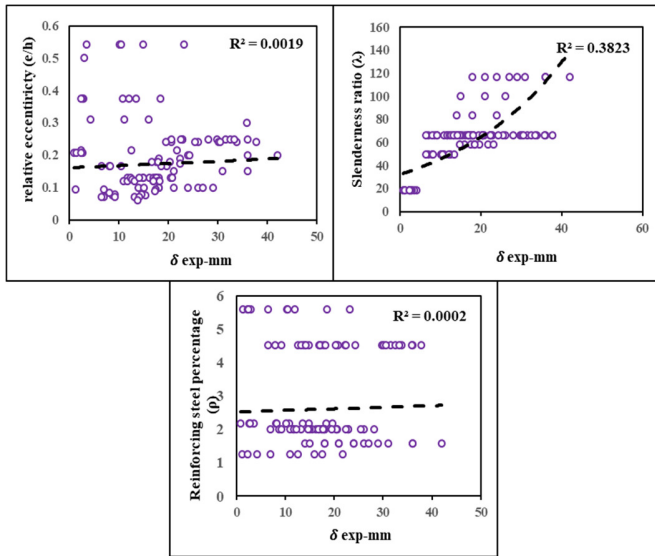 R² = 0.0019
relative eccentiricty (e/h)
0.6
0.5
0.4
0.3
0.2
0.1
0
0 10 20 30 40 50
δ exp-mm
R² = 0.3823
Slenderness ratio (λ)
160
140
120
100
80
60
40
20
0
0 20 40 60
δ exp-mm
R² = 0.0002
Reinforcing steel percentage
(ρ)
6
5
4
3
2
1
0
0 10 20 30 40 50
δ exp-mm